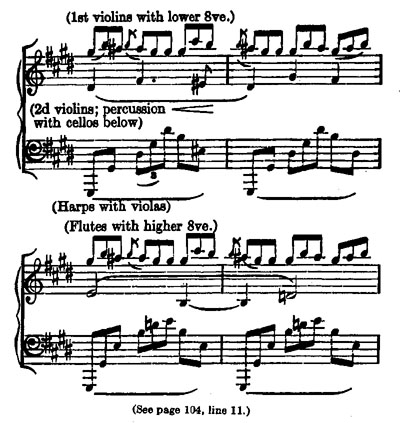 (1st violins with lower 8ve.)
(2d violins; percussion
with cellos below)
3
(Harps with violas)
(Flutes with higher 8ve.)
(See page 104, line 11.)